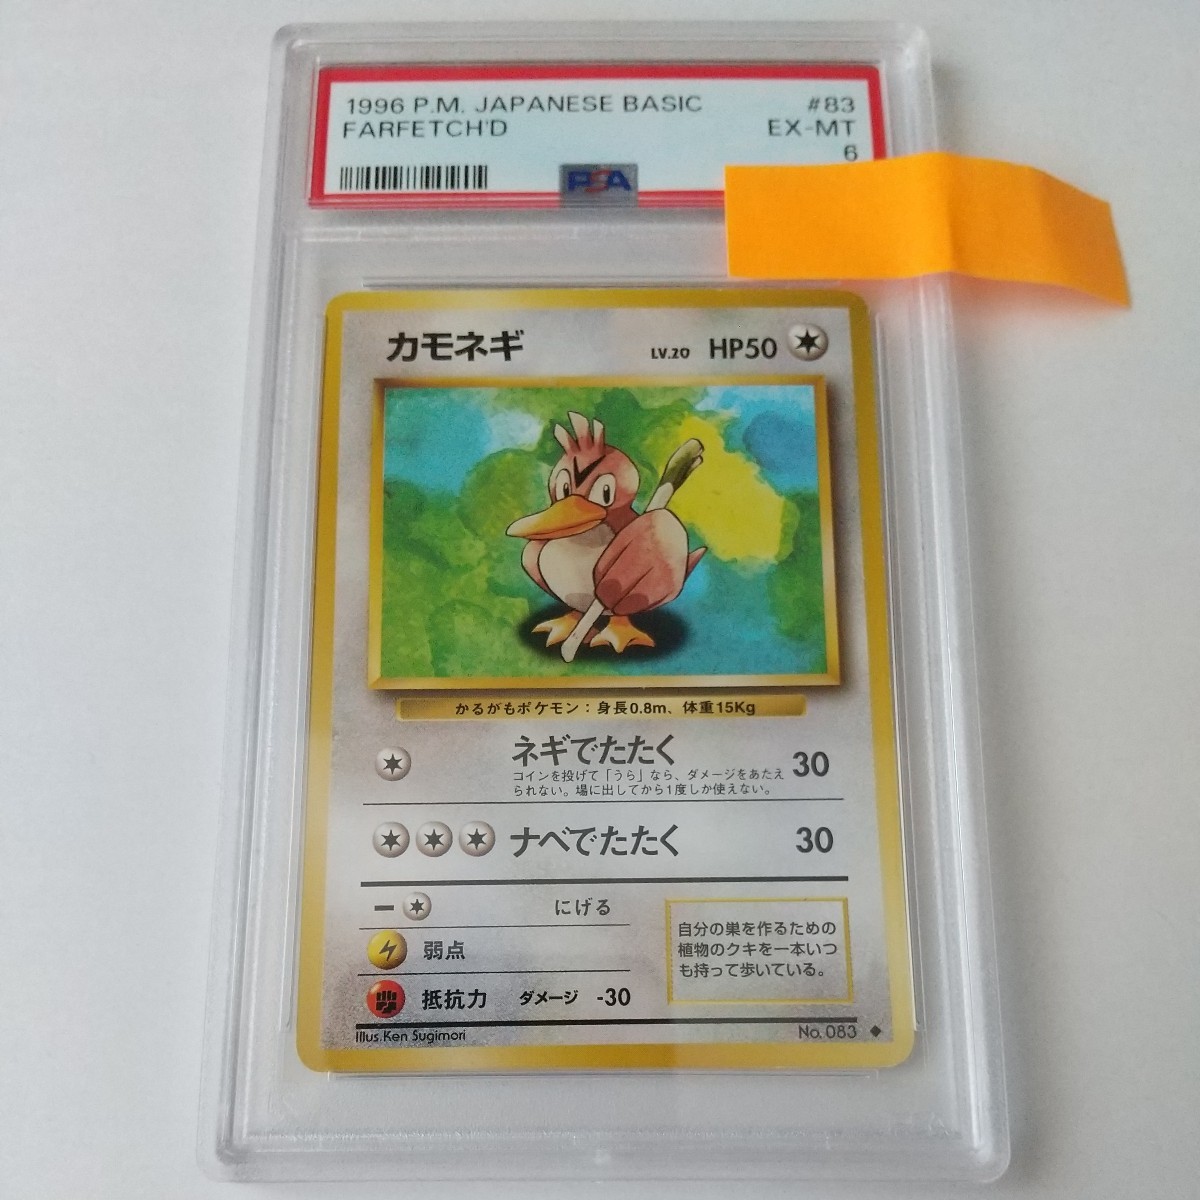 1996 P.M. JAPANESE BASIC #83
FARFETCH'D EX-MT
6
PSA
カモネギ LV.20 HP50
かるがもポケモン：身長0.8m、体重15Kg
ネギでたたく 30
コインを投げて「うら」なら、ダメージをあたえ
られない。場に出してから1度しか使えない。
ナベでたたく 30
にげる
弱点
抵抗力 ダメージ -30
自分の巣を作るための
植物のクキを一本いつ
も持って歩いている。
Illus. Ken Sugimori No. 083 ◆